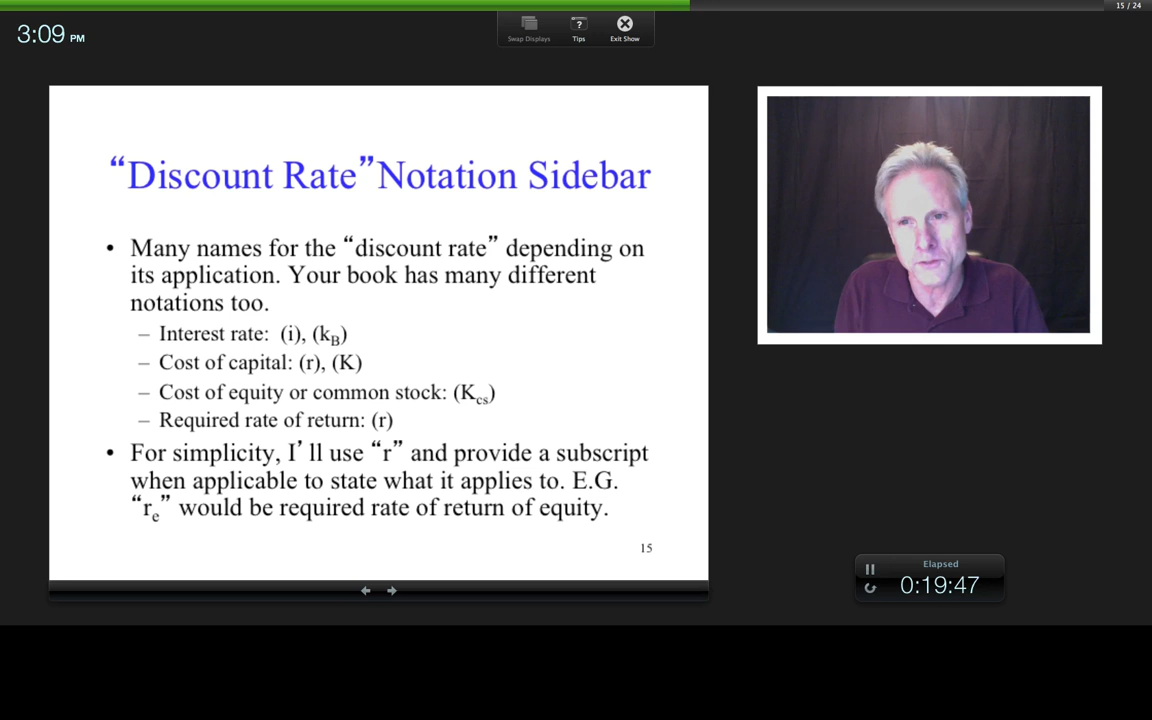 15 / 24
3:09 PM
Swap Displays
Tips
Exit Show
“Discount Rate”Notation Sidebar
• Many names for the “discount rate” depending on
its application. Your book has many different
notations too.
– Interest rate: (i), (kB)
– Cost of capital: (r), (K)
– Cost of equity or common stock: (Kcs)
– Required rate of return: (r)
• For simplicity, I’ ll use “r” and provide a subscript
when applicable to state what it applies to. E.G.
“re” would be required rate of return of equity.
15
Elapsed
0:19:47